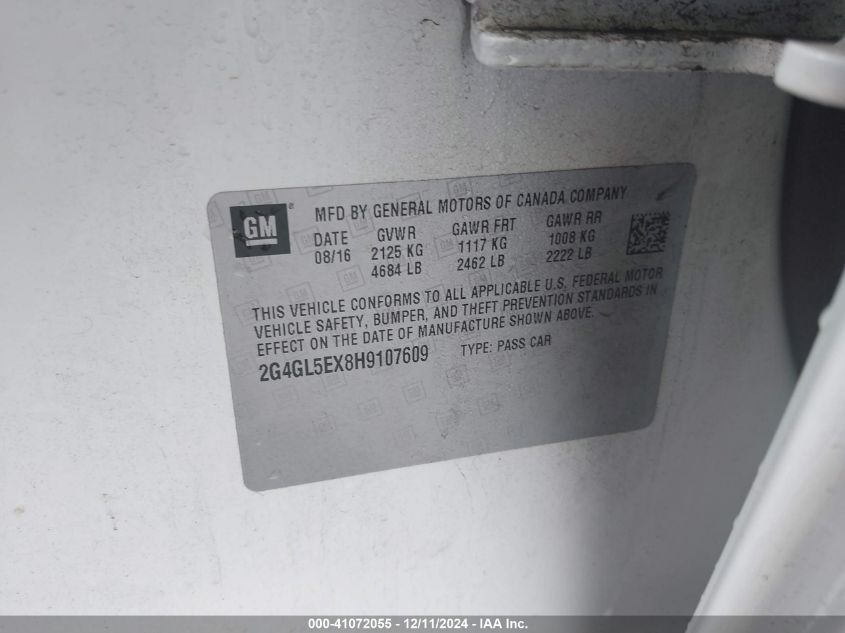 GM ® MFD BY GENERAL MOTORS OF CANADA COMPANY
DATE GVWR GAWR FRT GAWR RR
08/16 2125 KG 1117 KG 1008 KG
4684 LB 2462 LB 2222 LB
THIS VEHICLE CONFORMS TO ALL APPLICABLE U.S. FEDERAL MOTOR
VEHICLE SAFETY, BUMPER, AND THEFT PREVENTION STANDARDS IN
EFFECT ON THE DATE OF MANUFACTURE SHOWN ABOVE.
2G4GL5EX8H9107609 TYPE: PASS CAR
000-41072055 - 12/11/2024 - IAA Inc.